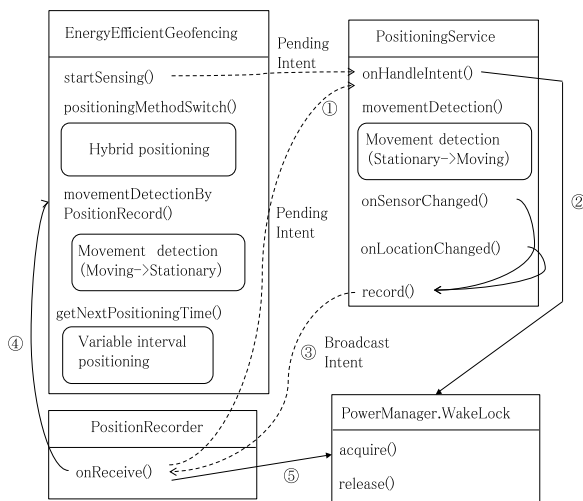 EnergyEfficientGeofencing
startSensing()
positioningMethodSwitch()
Hybrid positioning
movementDetectionBy
PositionRecord()
Movement detection
(Moving->Stationary)
getNextPositioningTime()
Variable interval
positioning
Pending
Intent
①
Pending
Intent
PositioningService
onHandleIntent()
movementDetection()
Movement detection
(Stationary->Moving)
onSensorChanged()
onLocationChanged()
record()
②
③
Broadcast
Intent
④
PositionRecorder
onReceive()
⑤
PowerManager.WakeLock
acquire()
release()